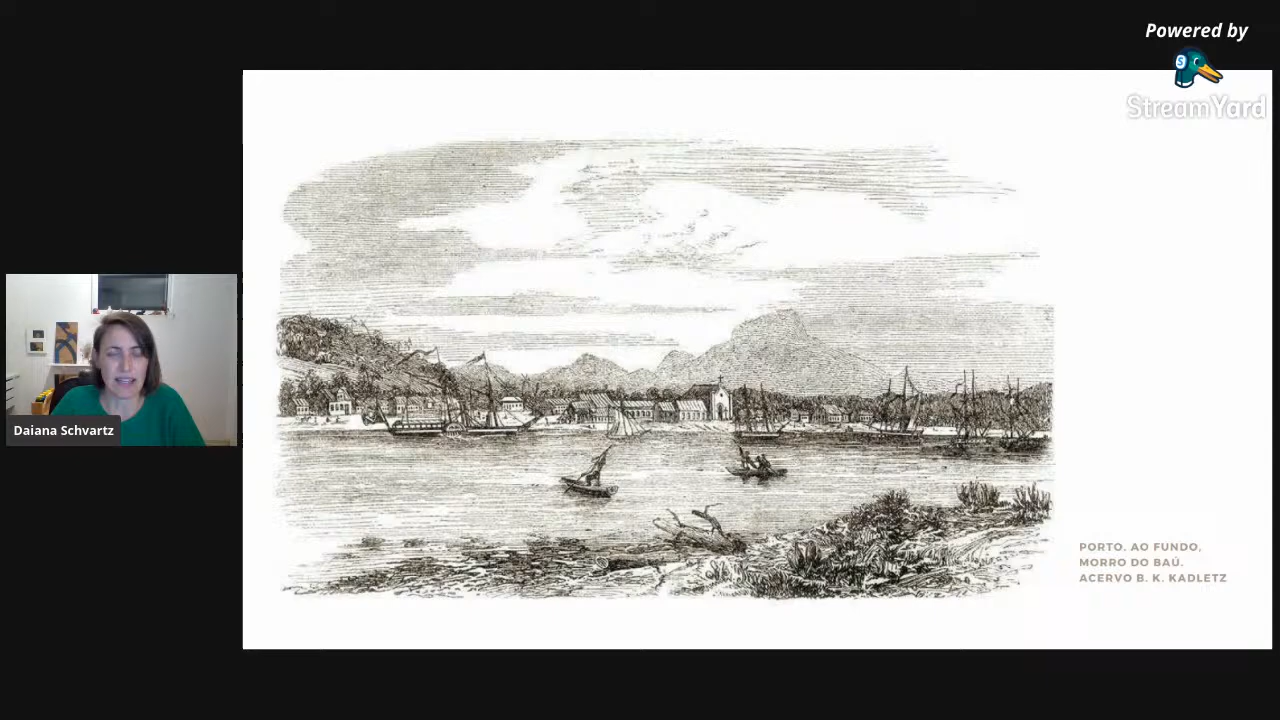 Powered by
StreamYard
Daiana Schvartz
PORTO. AO FUNDO,
MORRO DO BAÚ.
ACERVO B. K. KADLETZ